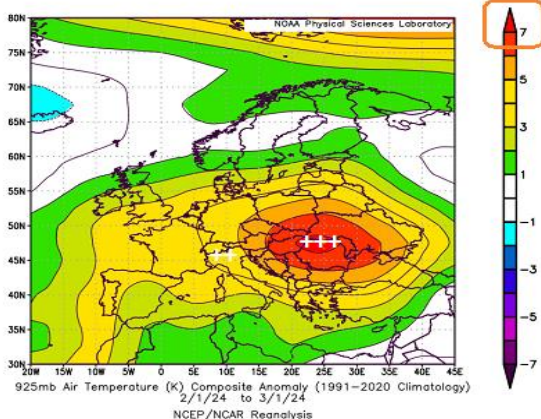 NOAA Physical Sciences Laboratory
80N
75N
70N
65N
60N
55N
50N
45N
40N
35N
30N
20W 15W 10W 5W 0 5E 10E 15E 20E 25E 30E 35E 40E 45E
7
5
3
1
-1
-3
-5
-7
+++
++
925mb Air Temperature (K) Composite Anomaly (1991-2020 Climatology)
2/1/24 to 3/1/24
NCEP/NCAR Reanalysis